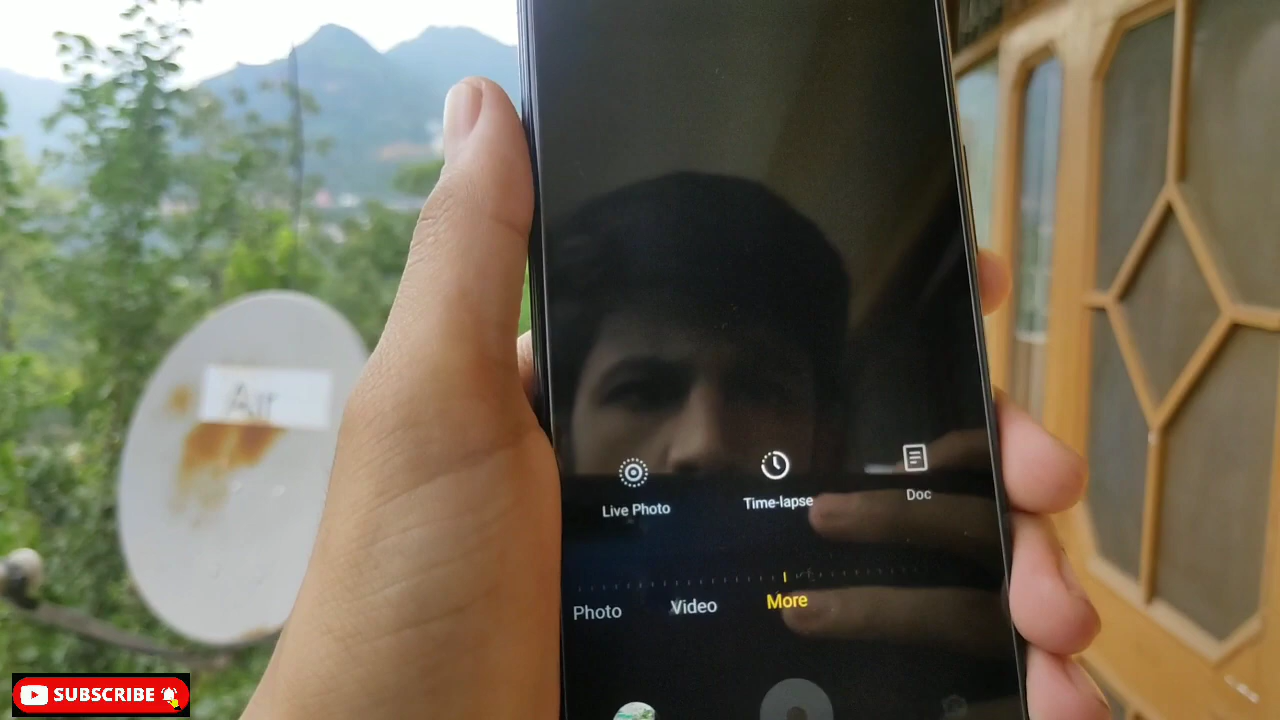 Air
Live Photo
Time-lapse
Doc
Photo
Video
More
SUBSCRIBE